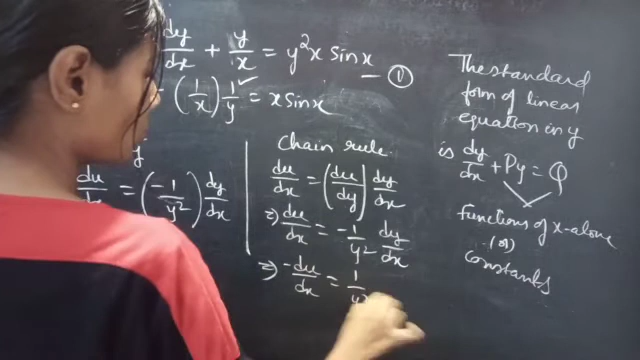 dy/dx + y/x = y²x sin x — ①
(1/x) 1/y = x sin x
du/dx = (-1/y²) dy/dx
Chain rule
du/dx = (du/dy) dy/dx
⇒ du/dx = -1/y² dy/dx
⇒ -du/dx = 1/y²
The standard
form of linear
equation in y
is dy/dx + Py = Q
functions of x-alone
(or)
constants